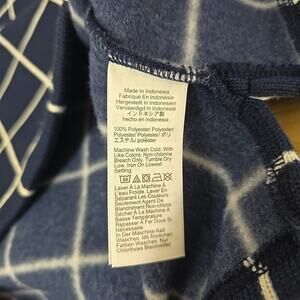 Made In Indonesia
Fabriqué En Indonésie
Hergestellt In Indonesien
Vervaardigd In Indonesië
インドネシア製
hecho en indonesio
100% Polyester/ Polyester/
Polyester/ Polyester/ ポリ
エステル/ poliéster
Machine Wash Cold, With
Like Colors, Non-chlorine
Bleach Only, Tumble Dry
Low, Iron On Lowest
Setting.
Laver À La Machine À
L'eau Froide. Laver En
Séparant Les Couleurs
Seulement Agent De
Blanchiment Non-chlore.
Sécher À La Machine À
Température Basse
Repasser À Fer Doux Si
Nécessaire
In Der Maschine Kalt
Waschen, Mit Ähnlichen
Farben Waschen, Nur
Chlorfreies Bleichmittel